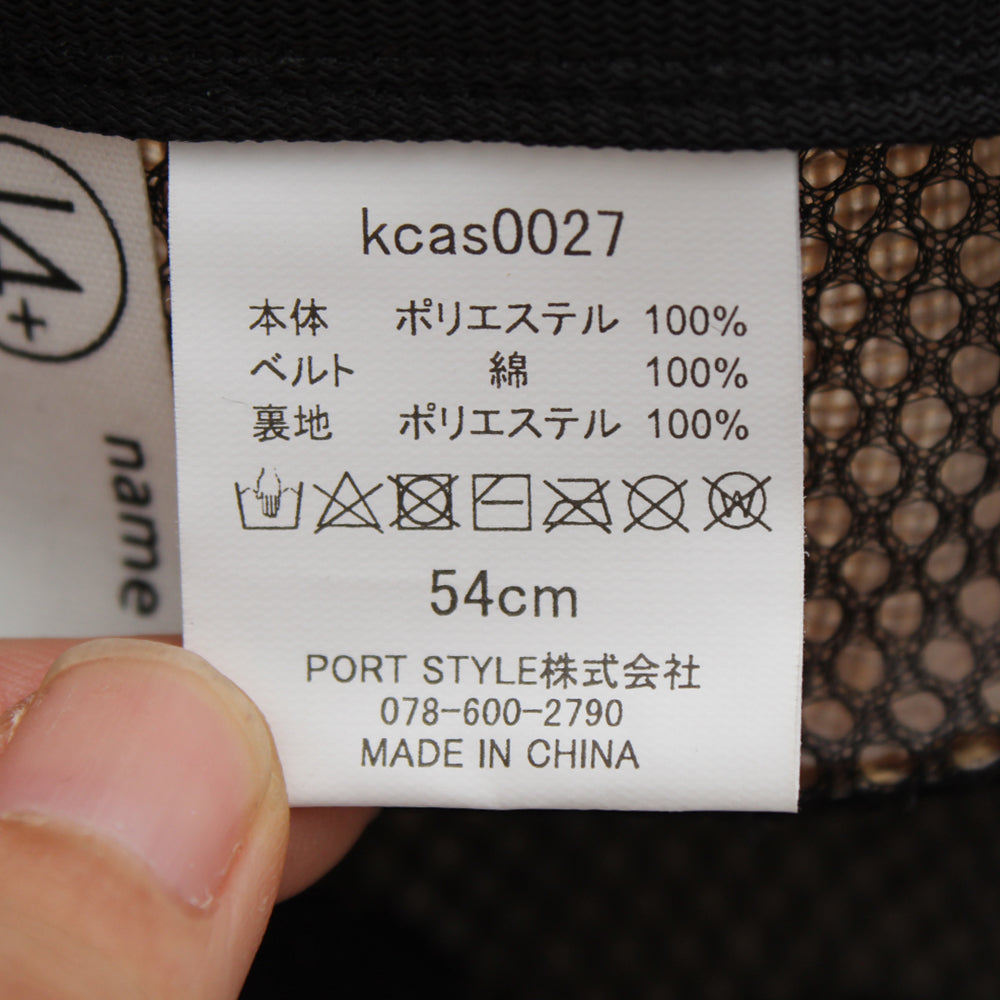 kcas0027
本体 ポリエステル 100%
ベルト 綿 100%
裏地 ポリエステル 100%
W
54cm
PORT STYLE株式会社
078-600-2790
MADE IN CHINA
name